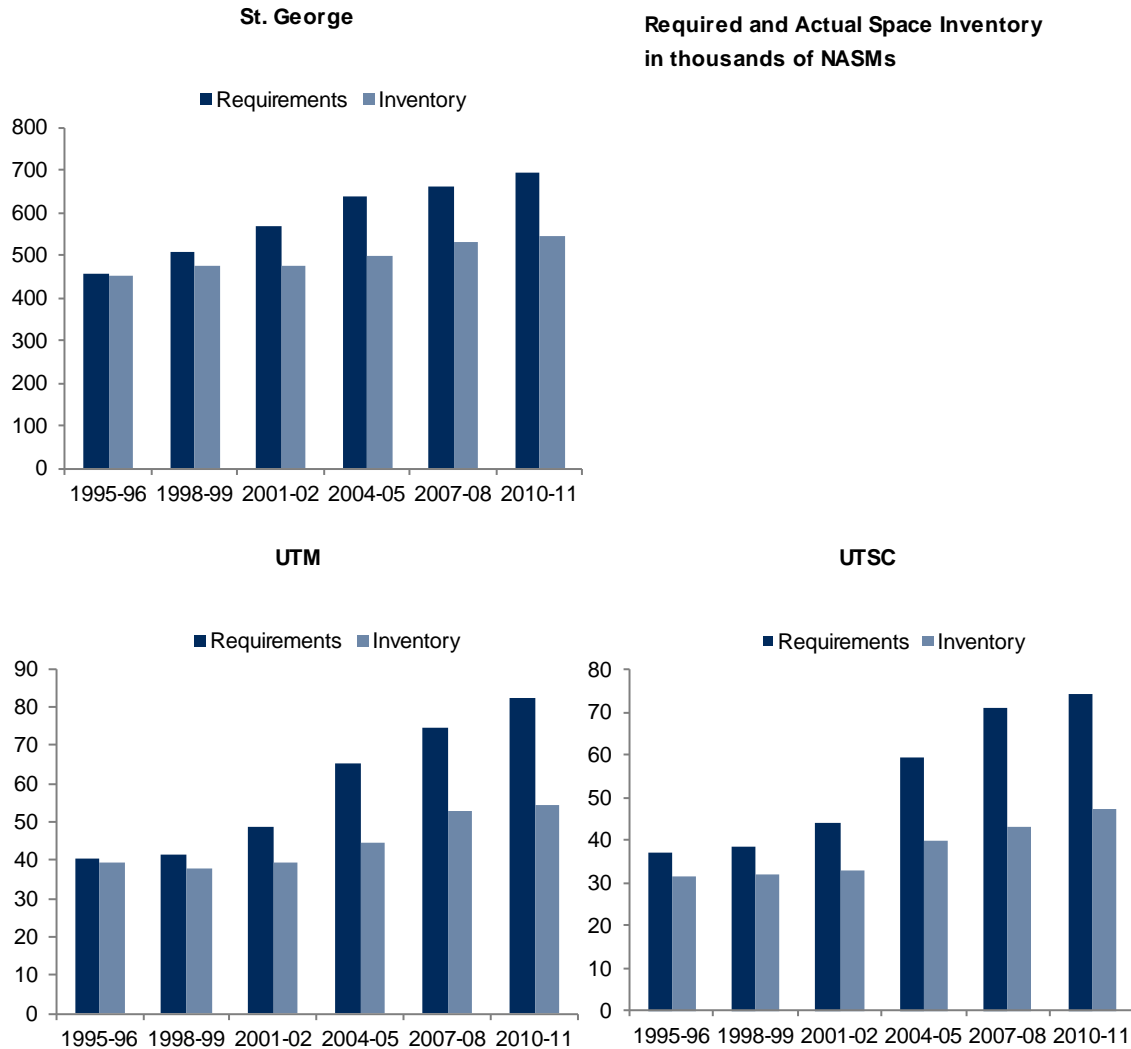 St. George
Required and Actual Space Inventory
in thousands of NASMs
Requirements Inventory
800
700
600
500
400
300
200
100
0
1995-96 1998-99 2001-02 2004-05 2007-08 2010-11
UTM
Requirements Inventory
90
80
70
60
50
40
30
20
10
0
1995-96 1998-99 2001-02 2004-05 2007-08 2010-11
UTSC
Requirements Inventory
80
70
60
50
40
30
20
10
0
1995-96 1998-99 2001-02 2004-05 2007-08 2010-11